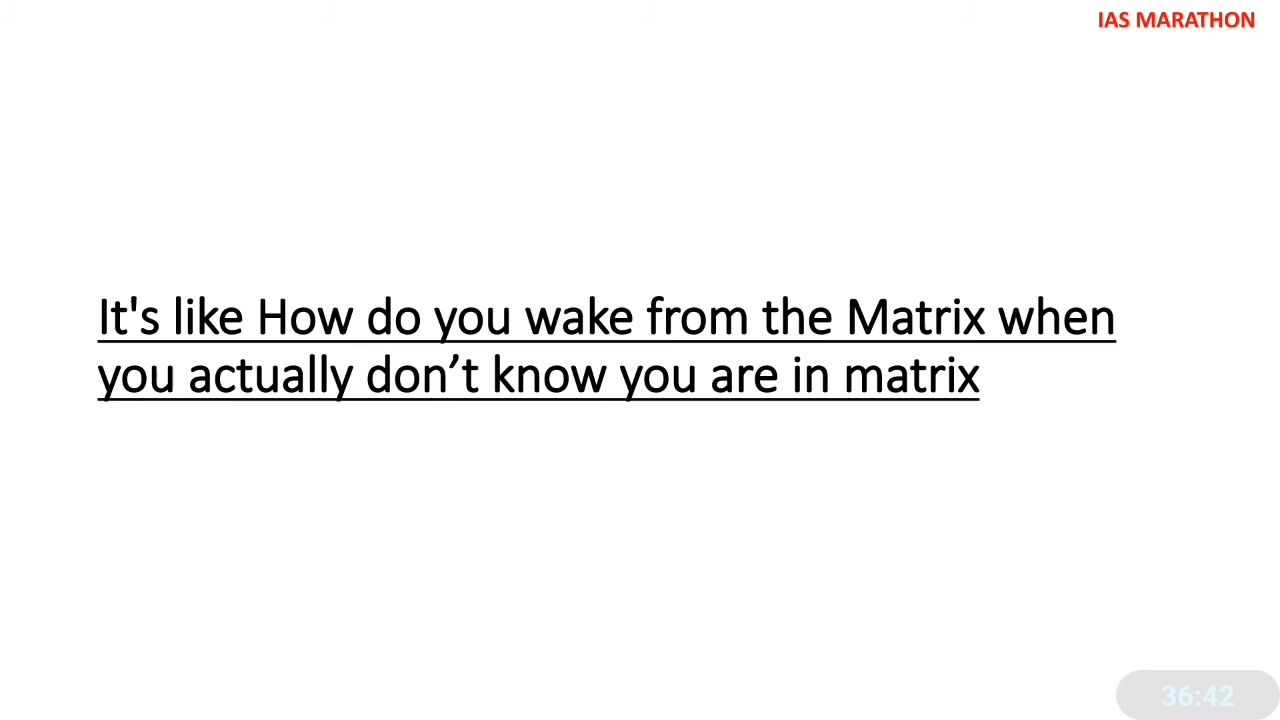 IAS MARATHON
It's like How do you wake from the Matrix when
you actually don’t know you are in matrix
36:42